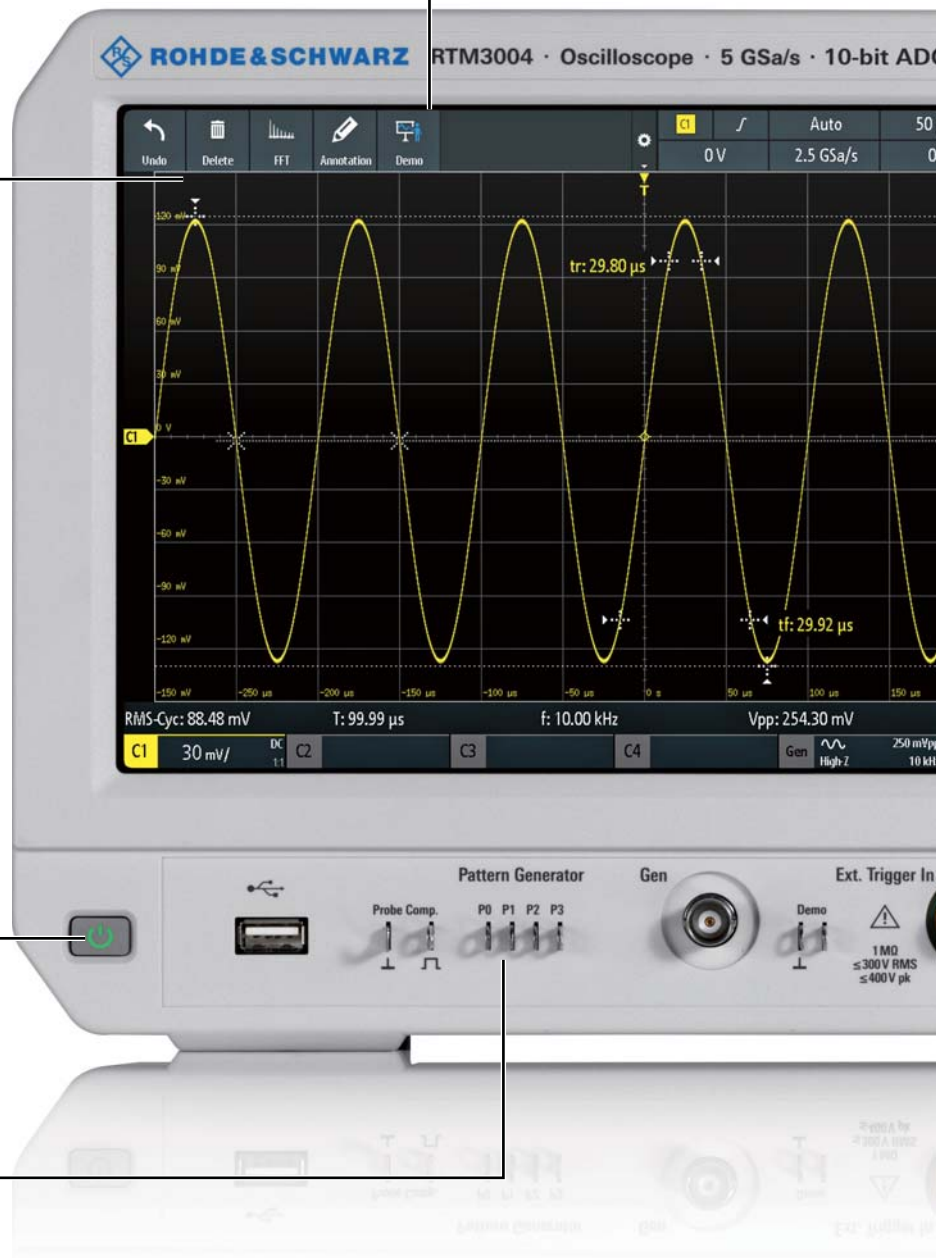 ROHDE&SCHWARZ RTM3004 · Oscilloscope · 5 GSa/s · 10-bit ADC
Undo Delete FFT Annotation Demo
C1 Auto 50
0 V 2.5 GSa/s 0
T
120 mV
90 mV
tr: 29.80 µs
60 mV
30 mV
C1 0 V
-30 mV
-60 mV
-90 mV
-120 mV
tf: 29.92 µs
-150 mV -250 µs -200 µs -150 µs -100 µs -50 µs 0 s 50 µs 100 µs 150 µs
RMS-Cyc: 88.48 mV T: 99.99 µs f: 10.00 kHz Vpp: 254.30 mV
C1 30 mV/ DC 1:1 C2 C3 C4 Gen High-Z 250 mVpp 10 kHz
Pattern Generator Gen Ext. Trigger In
Probe Comp. P0 P1 P2 P3 Demo
1 MΩ
≤300 V RMS
≤400 V pk